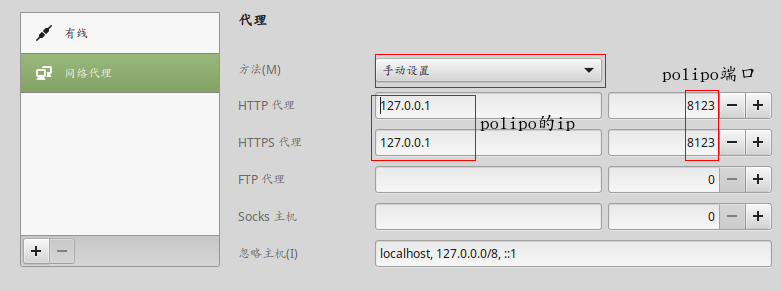 代理
有线
网络代理
方法(M)
手动设置
polipo端口
HTTP 代理
127.0.0.1
8123
polipo的ip
HTTPS 代理
127.0.0.1
8123
FTP 代理
0
Socks 主机
0
忽略主机(I)
localhost, 127.0.0.0/8, ::1